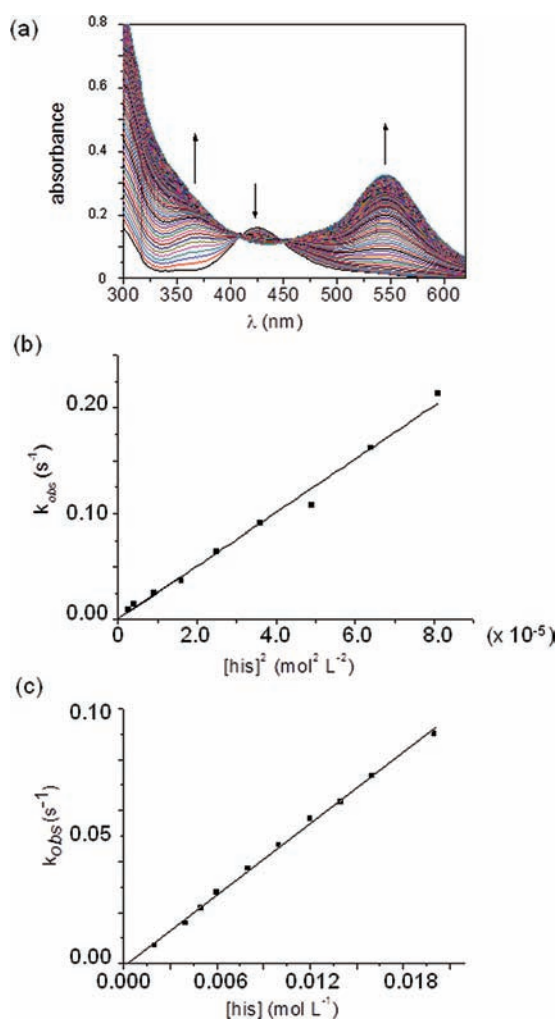 (a)
0.8
0.6
0.4
0.2
0
absorbance
300 350 400 450 500 550 600
λ (nm)
(b)
0.20
0.10
0.00
k obs (s⁻¹)
0 2.0 4.0 6.0 8.0 (x 10⁻⁵)
[his]² (mol² L⁻²)
(c)
0.10
0.05
0.00
kobs(s⁻¹)
0.000 0.006 0.012 0.018
[his] (mol L⁻¹)